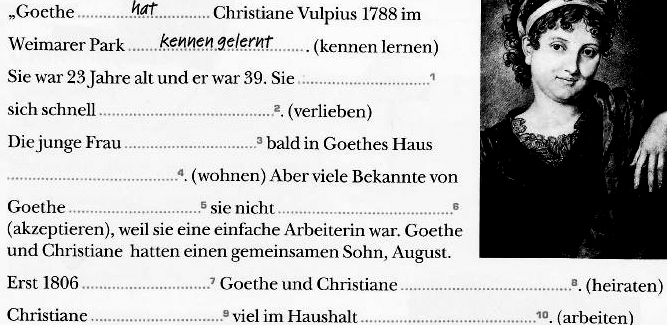 „Goethe ....hat.... Christiane Vulpius 1788 im
Weimarer Park ....kennen gelernt..... (kennen lernen)
Sie war 23 Jahre alt und er war 39. Sie ........................1
sich schnell ................................2. (verlieben)
Die junge Frau ........................3 bald in Goethes Haus
................................4. (wohnen) Aber viele Bekannte von
Goethe ........................5 sie nicht ................................6
(akzeptieren), weil sie eine einfache Arbeiterin war. Goethe
und Christiane hatten einen gemeinsamen Sohn, August.
Erst 1806 ........................7 Goethe und Christiane ................................8. (heiraten)
Christiane ........................9 viel im Haushalt ................................10. (arbeiten)